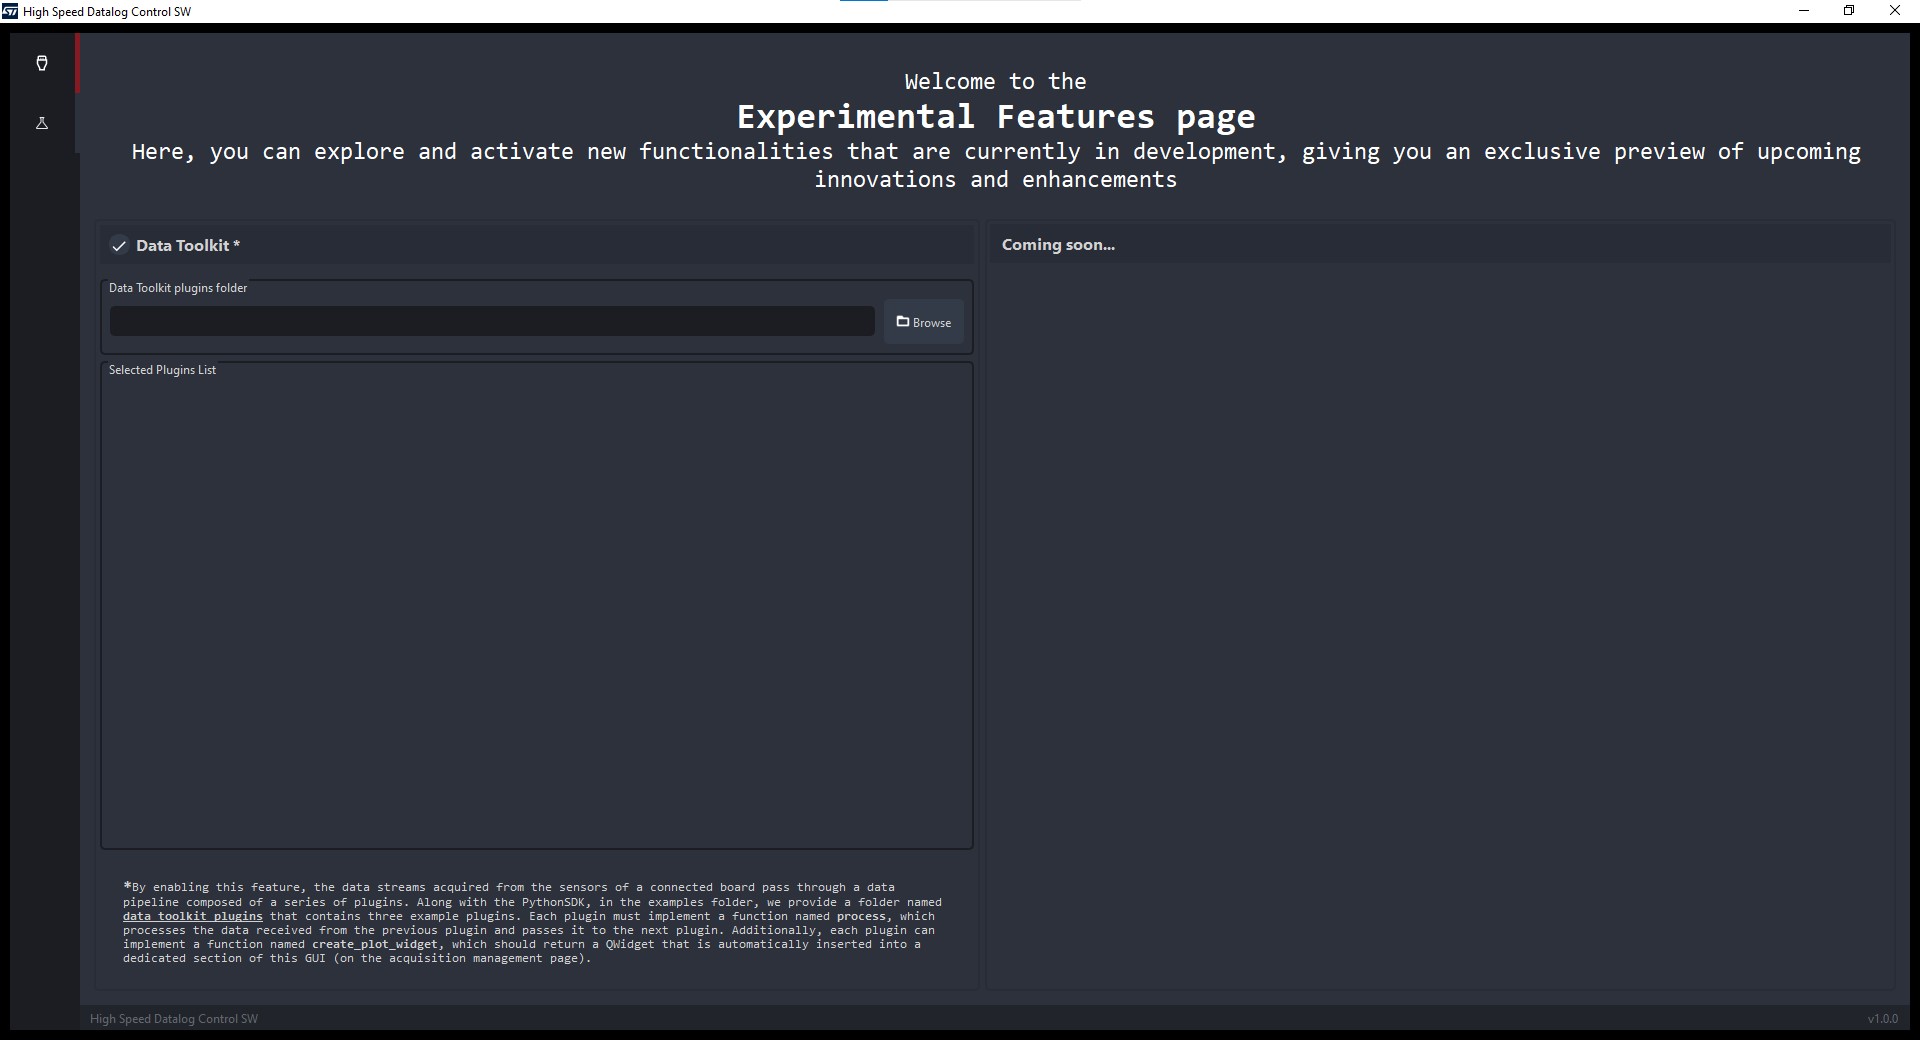 ST High Speed Datalog Control SW
Welcome to the
Experimental Features page
Here, you can explore and activate new functionalities that are currently in development, giving you an exclusive preview of upcoming
innovations and enhancements
Data Toolkit *
Data Toolkit plugins folder
Browse
Selected Plugins List
*By enabling this feature, the data streams acquired from the sensors of a connected board pass through a data
pipeline composed of a series of plugins. Along with the PythonSDK, in the examples folder, we provide a folder named
data_toolkit_plugins that contains three example plugins. Each plugin must implement a function named process, which
processes the data received from the previous plugin and passes it to the next plugin. Additionally, each plugin can
implement a function named create_plot_widget, which should return a QWidget that is automatically inserted into a
dedicated section of this GUI (on the acquisition management page).
Coming soon...
High Speed Datalog Control SW
v1.0.0